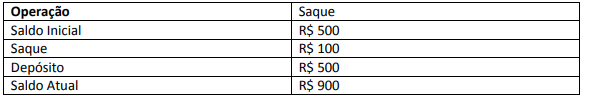 Operação Saque
Saldo Inicial R$ 500
Saque R$ 100
Depósito R$ 500
Saldo Atual R$ 900